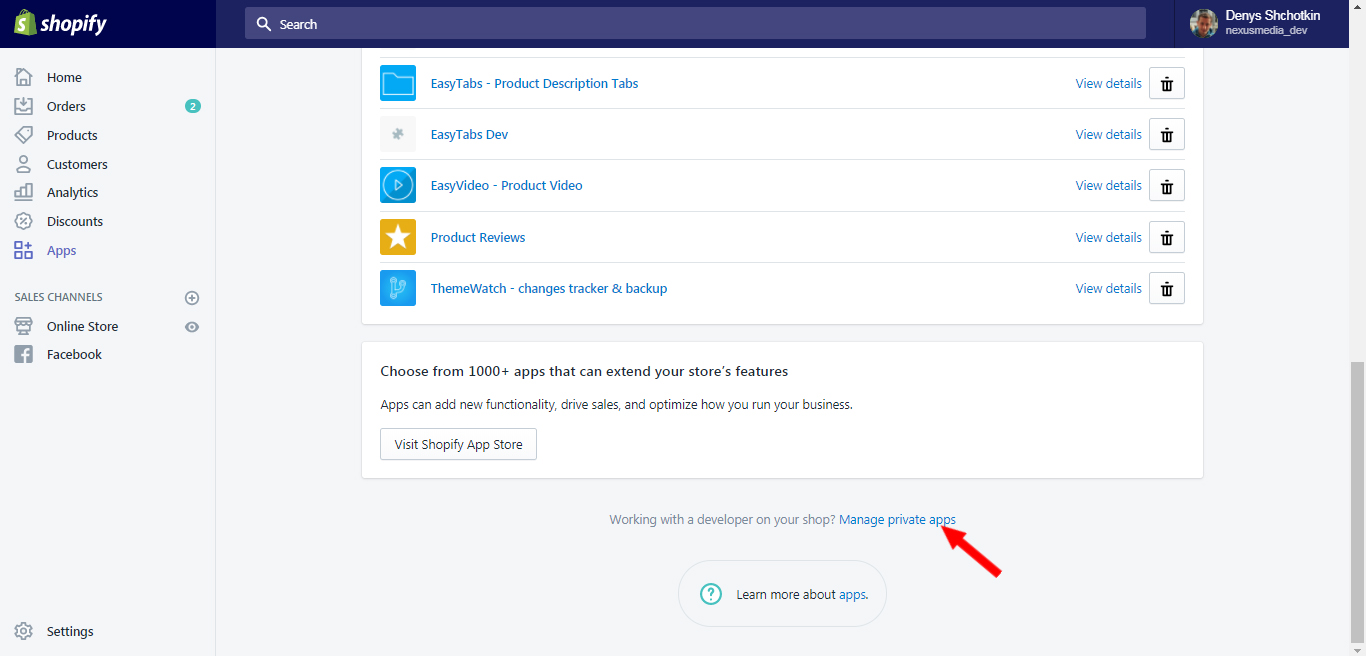 shopify
Search
Denys Shchotkin
nexusmedia_dev
Home
Orders 2
Products
Customers
Analytics
Discounts
Apps
SALES CHANNELS
Online Store
Facebook
Settings
EasyTabs - Product Description Tabs View details
EasyTabs Dev View details
EasyVideo - Product Video View details
Product Reviews View details
ThemeWatch - changes tracker & backup View details
Choose from 1000+ apps that can extend your store’s features
Apps can add new functionality, drive sales, and optimize how you run your business.
Visit Shopify App Store
Working with a developer on your shop? Manage private apps
? Learn more about apps.